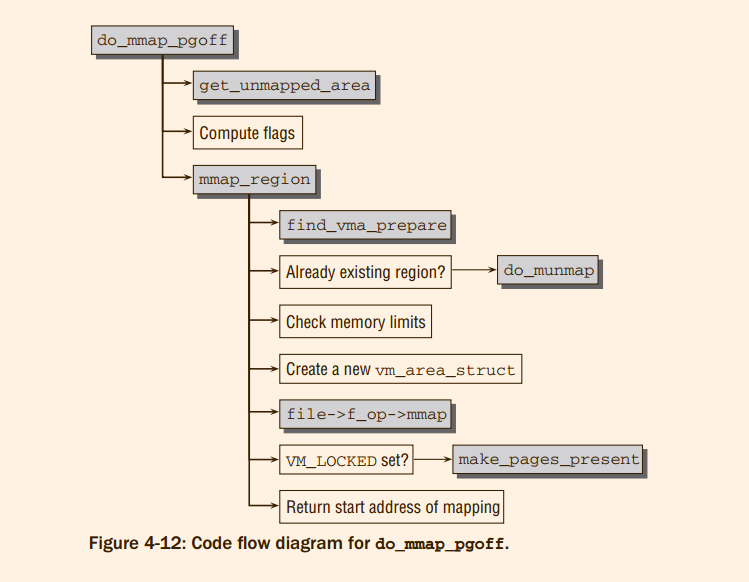 do_mmap_pgoff
get_unmapped_area
Compute flags
mmap_region
find_vma_prepare
Already existing region?
do_munmap
Check memory limits
Create a new vm_area_struct
file->f_op->mmap
VM_LOCKED set?
make_pages_present
Return start address of mapping
Figure 4-12: Code flow diagram for do_mmap_pgoff.